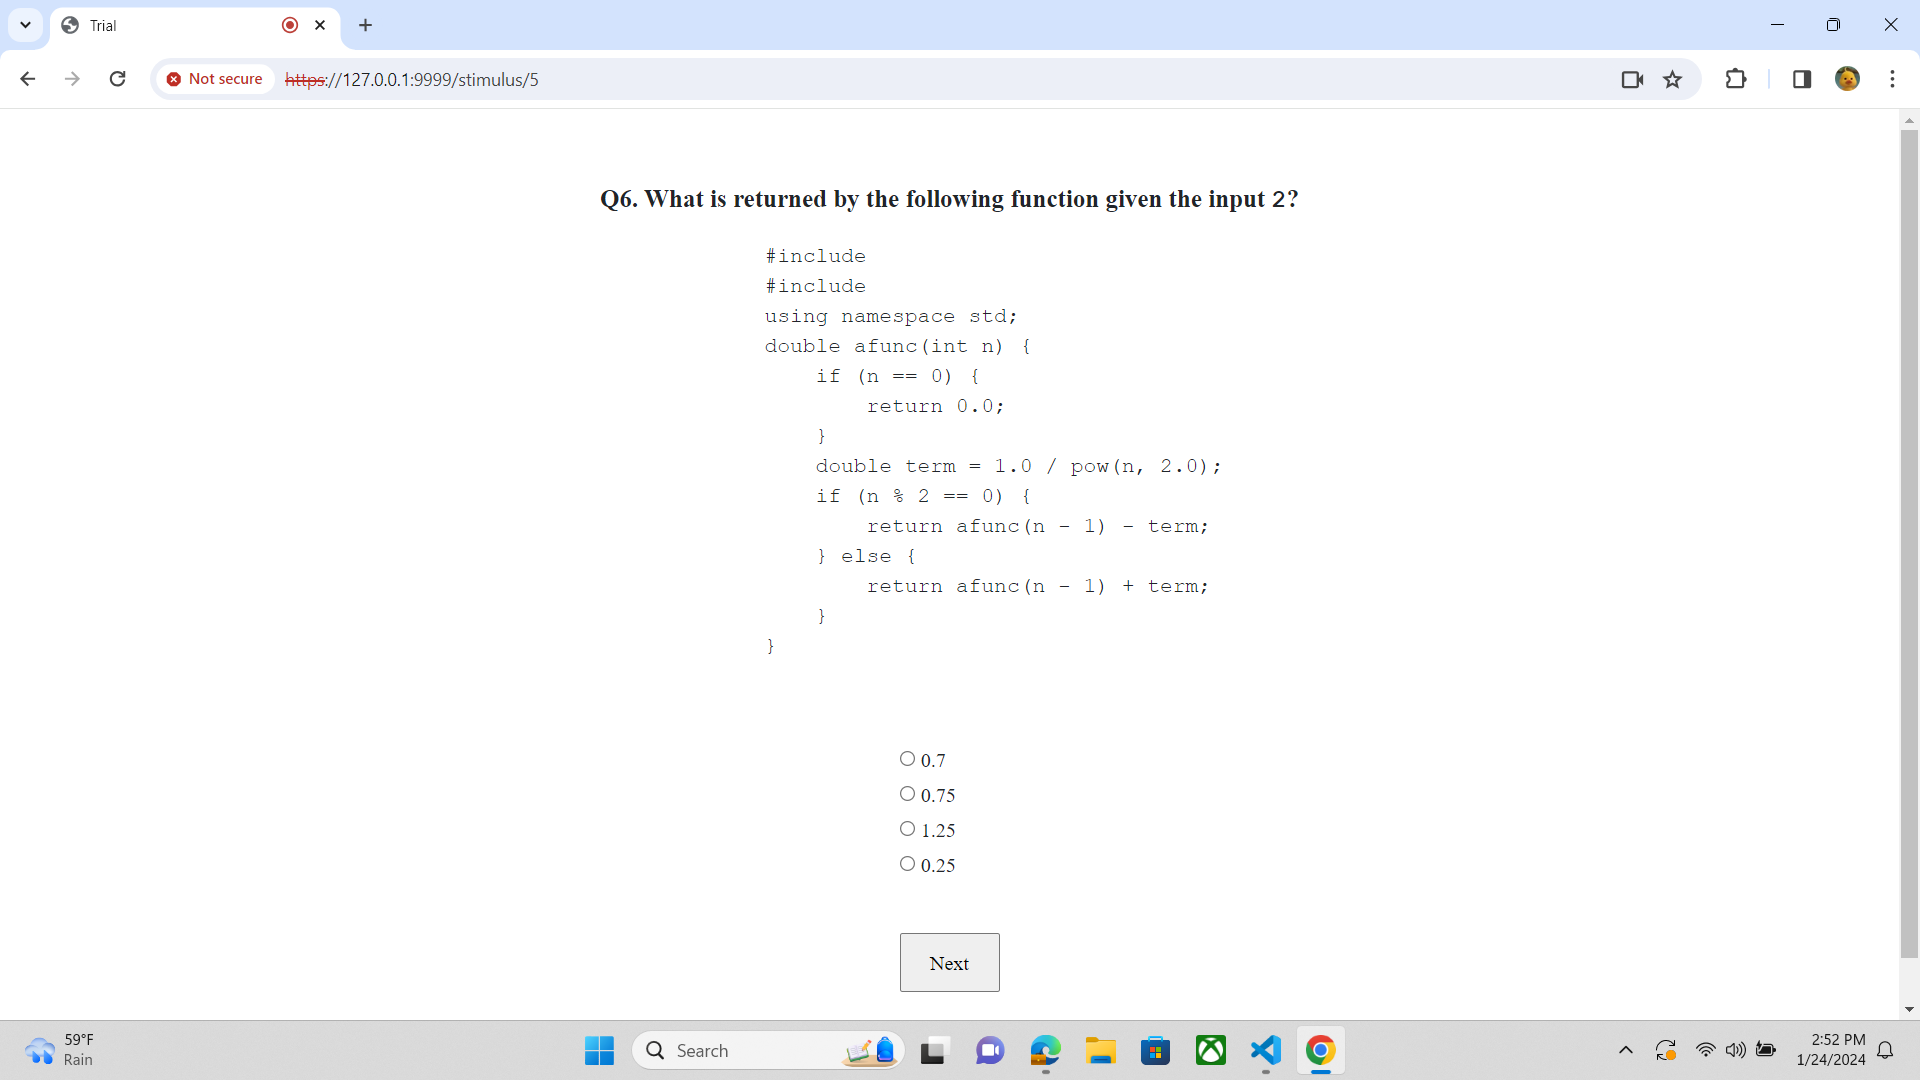 Trial
Not secure https://127.0.0.1:9999/stimulus/5
Q6. What is returned by the following function given the input 2?
#include
#include
using namespace std;
double afunc(int n) {
    if (n == 0) {
        return 0.0;
    }
    double term = 1.0 / pow(n, 2.0);
    if (n % 2 == 0) {
        return afunc(n - 1) - term;
    } else {
        return afunc(n - 1) + term;
    }
}
0.7
0.75
1.25
0.25
Next
59°F
Rain
Search
2:52 PM
1/24/2024